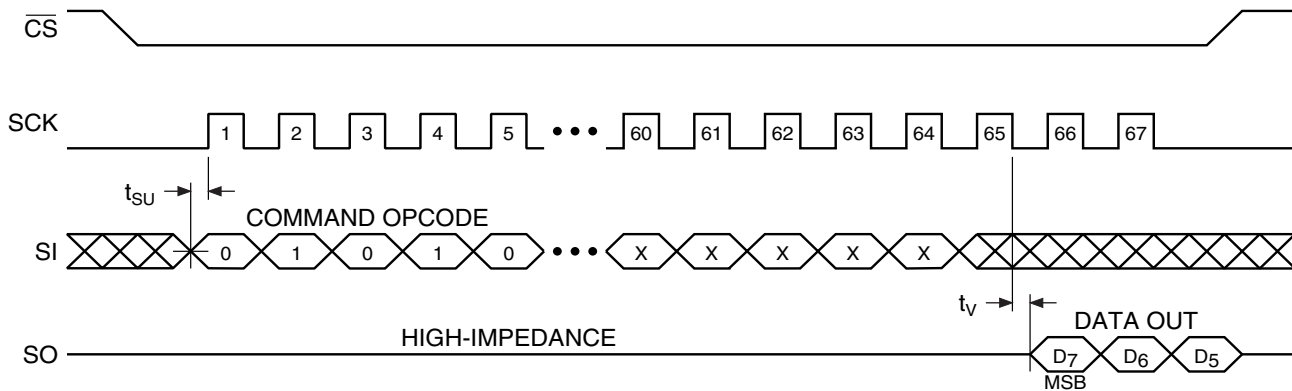 CS
SCK
1 2 3 4 5 ••• 60 61 62 63 64 65 66 67
tSU
COMMAND OPCODE
SI
0 1 0 1 0 ••• X X X X X
tV
HIGH-IMPEDANCE
DATA OUT
SO
D7 D6 D5
MSB